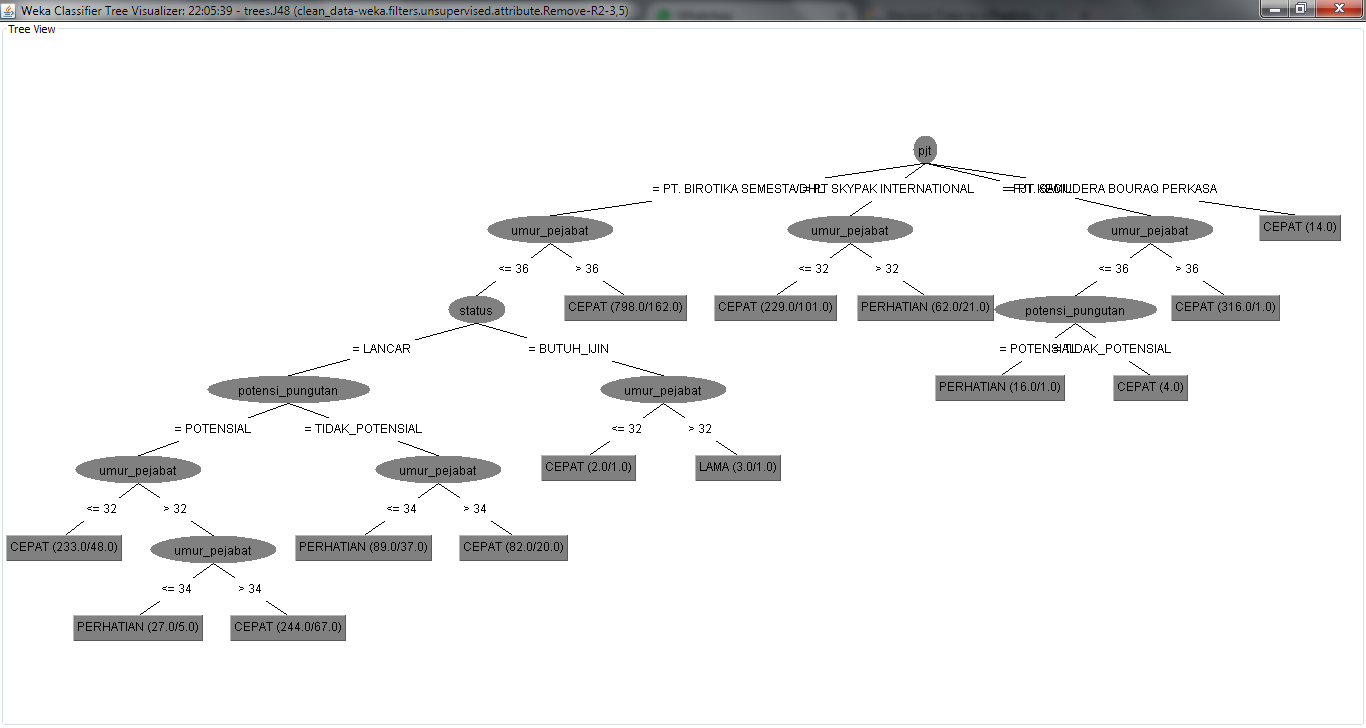 Weka Classifier Tree Visualizer: 22:05:39 - trees.J48 (clean_data-weka.filters.unsupervised.attribute.Remove-R2-3,5)
Tree View
pjt
= PT. BIROTIKA SEMESTA/DHL
= PT SKYPAK INTERNATIONAL
SAMUDERA BOURAQ PERKASA
umur_pejabat
umur_pejabat
umur_pejabat
CEPAT (14.0)
<= 36
> 36
<= 32
> 32
<= 36
> 36
status
CEPAT (798.0/162.0)
CEPAT (229.0/101.0)
PERHATIAN (62.0/21.0)
potensi_pungutan
CEPAT (316.0/1.0)
= LANCAR
= BUTUH_IJIN
= POTENSIAL
= TIDAK_POTENSIAL
potensi_pungutan
umur_pejabat
PERHATIAN (16.0/1.0)
CEPAT (4.0)
= POTENSIAL
= TIDAK_POTENSIAL
<= 32
> 32
umur_pejabat
umur_pejabat
CEPAT (2.0/1.0)
LAMA (3.0/1.0)
<= 32
> 32
<= 34
> 34
CEPAT (233.0/48.0)
umur_pejabat
PERHATIAN (89.0/37.0)
CEPAT (82.0/20.0)
<= 34
> 34
PERHATIAN (27.0/5.0)
CEPAT (244.0/67.0)